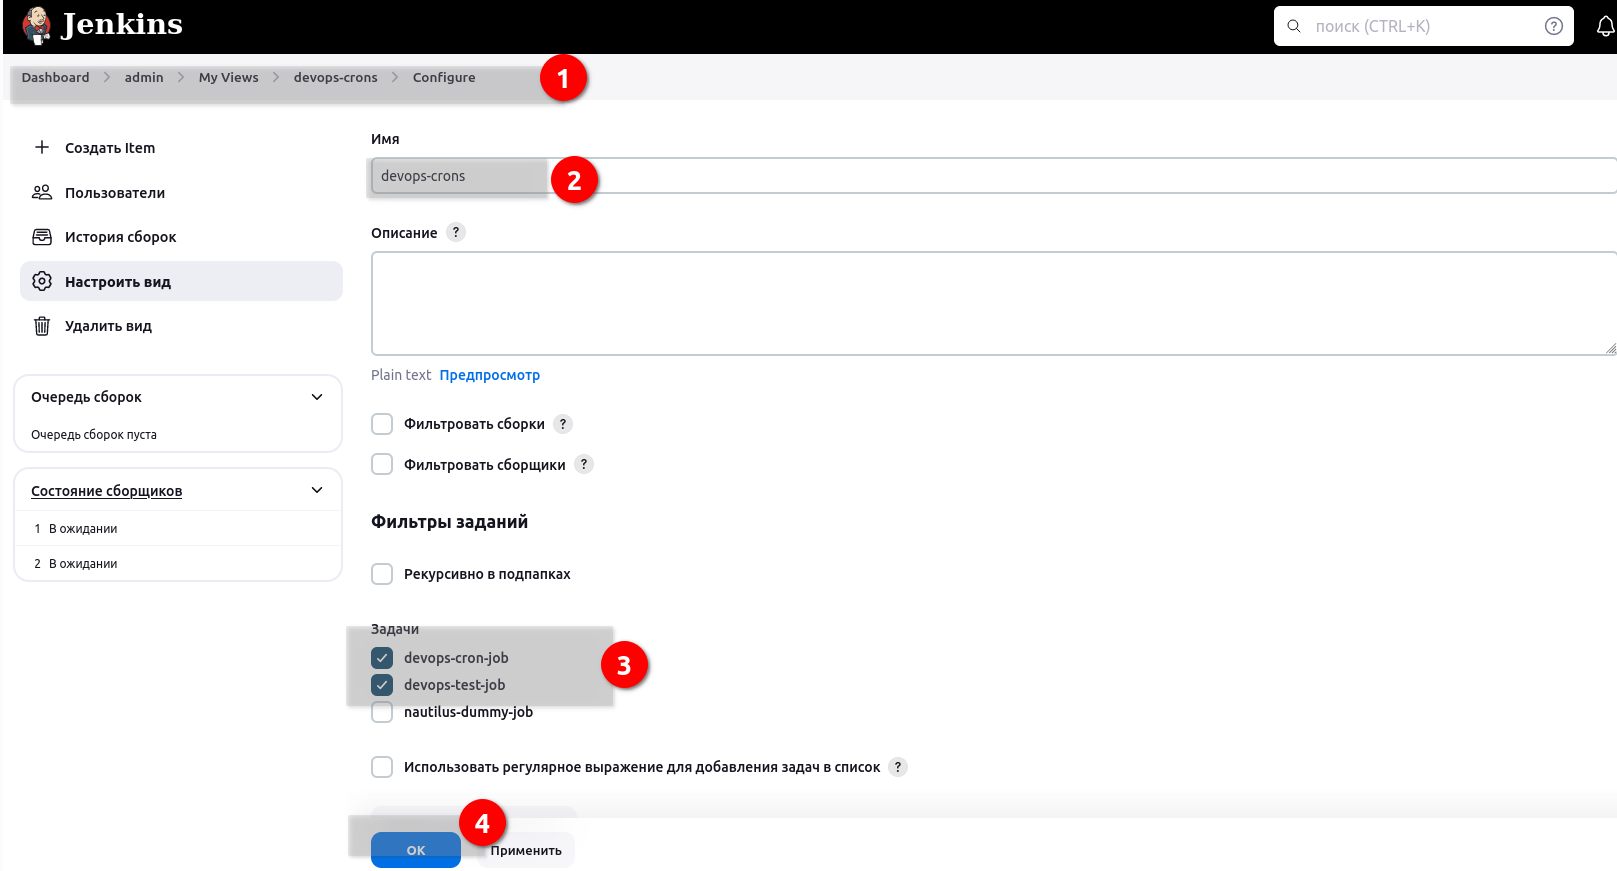 Jenkins
поиск (CTRL+K)
?
Dashboard > admin > My Views > devops-crons > Configure
1
Создать Item
Пользователи
История сборок
Настроить вид
Удалить вид
Очередь сборок
Очередь сборок пуста
Состояние сборщиков
1 В ожидании
2 В ожидании
Имя
devops-crons
2
Описание ?
Plain text Предпросмотр
Фильтровать сборки ?
Фильтровать сборщики ?
Фильтры заданий
Рекурсивно в подпапках
Задачи
devops-cron-job
devops-test-job
3
nautilus-dummy-job
Использовать регулярное выражение для добавления задач в список ?
4
OK
Применить